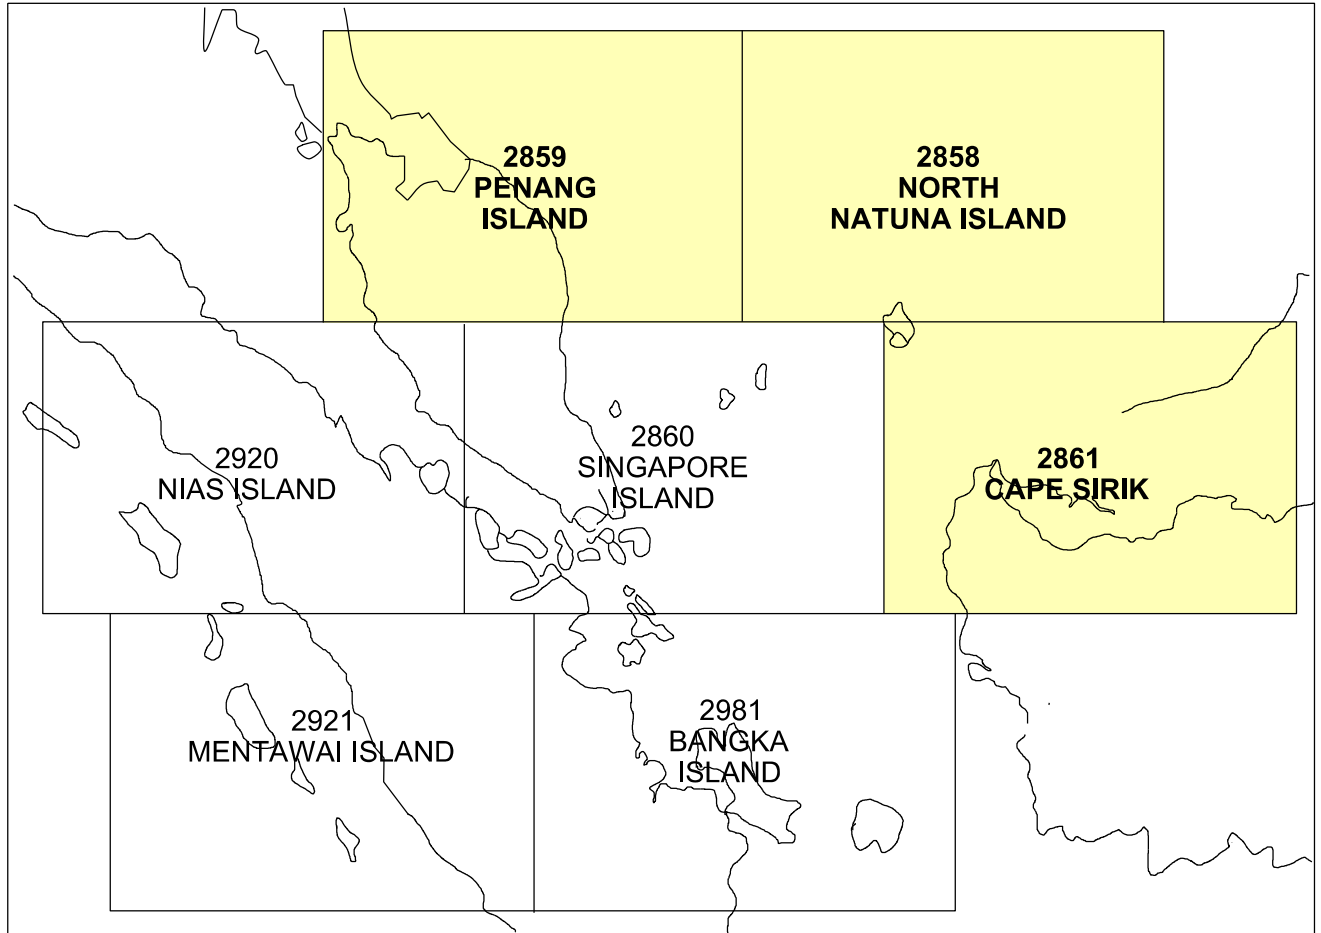 2859
PENANG
ISLAND
2858
NORTH
NATUNA ISLAND
2920
NIAS ISLAND
2860
SINGAPORE
ISLAND
2861
CAPE SIRIK
2921
MENTAWAI ISLAND
2981
BANGKA
ISLAND